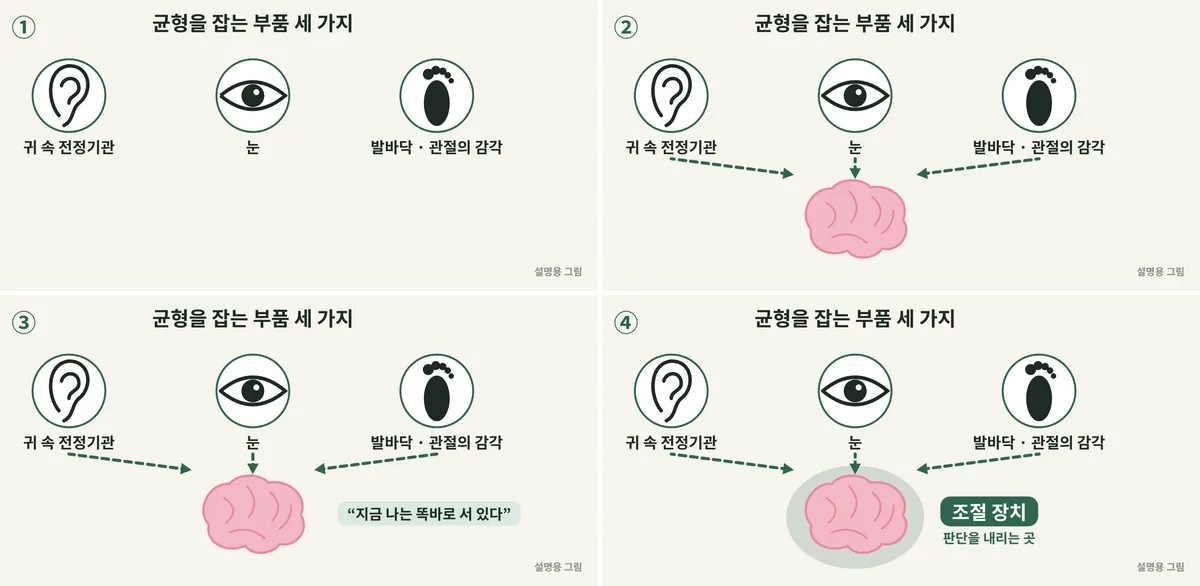 ①
균형을 잡는 부품 세 가지
귀 속 전정기관
눈
발바닥 · 관절의 감각
설명용 그림
②
균형을 잡는 부품 세 가지
귀 속 전정기관
눈
발바닥 · 관절의 감각
설명용 그림
③
균형을 잡는 부품 세 가지
귀 속 전정기관
눈
발바닥 · 관절의 감각
“지금 나는 똑바로 서 있다”
설명용 그림
④
균형을 잡는 부품 세 가지
귀 속 전정기관
눈
발바닥 · 관절의 감각
조절 장치
판단을 내리는 곳
설명용 그림